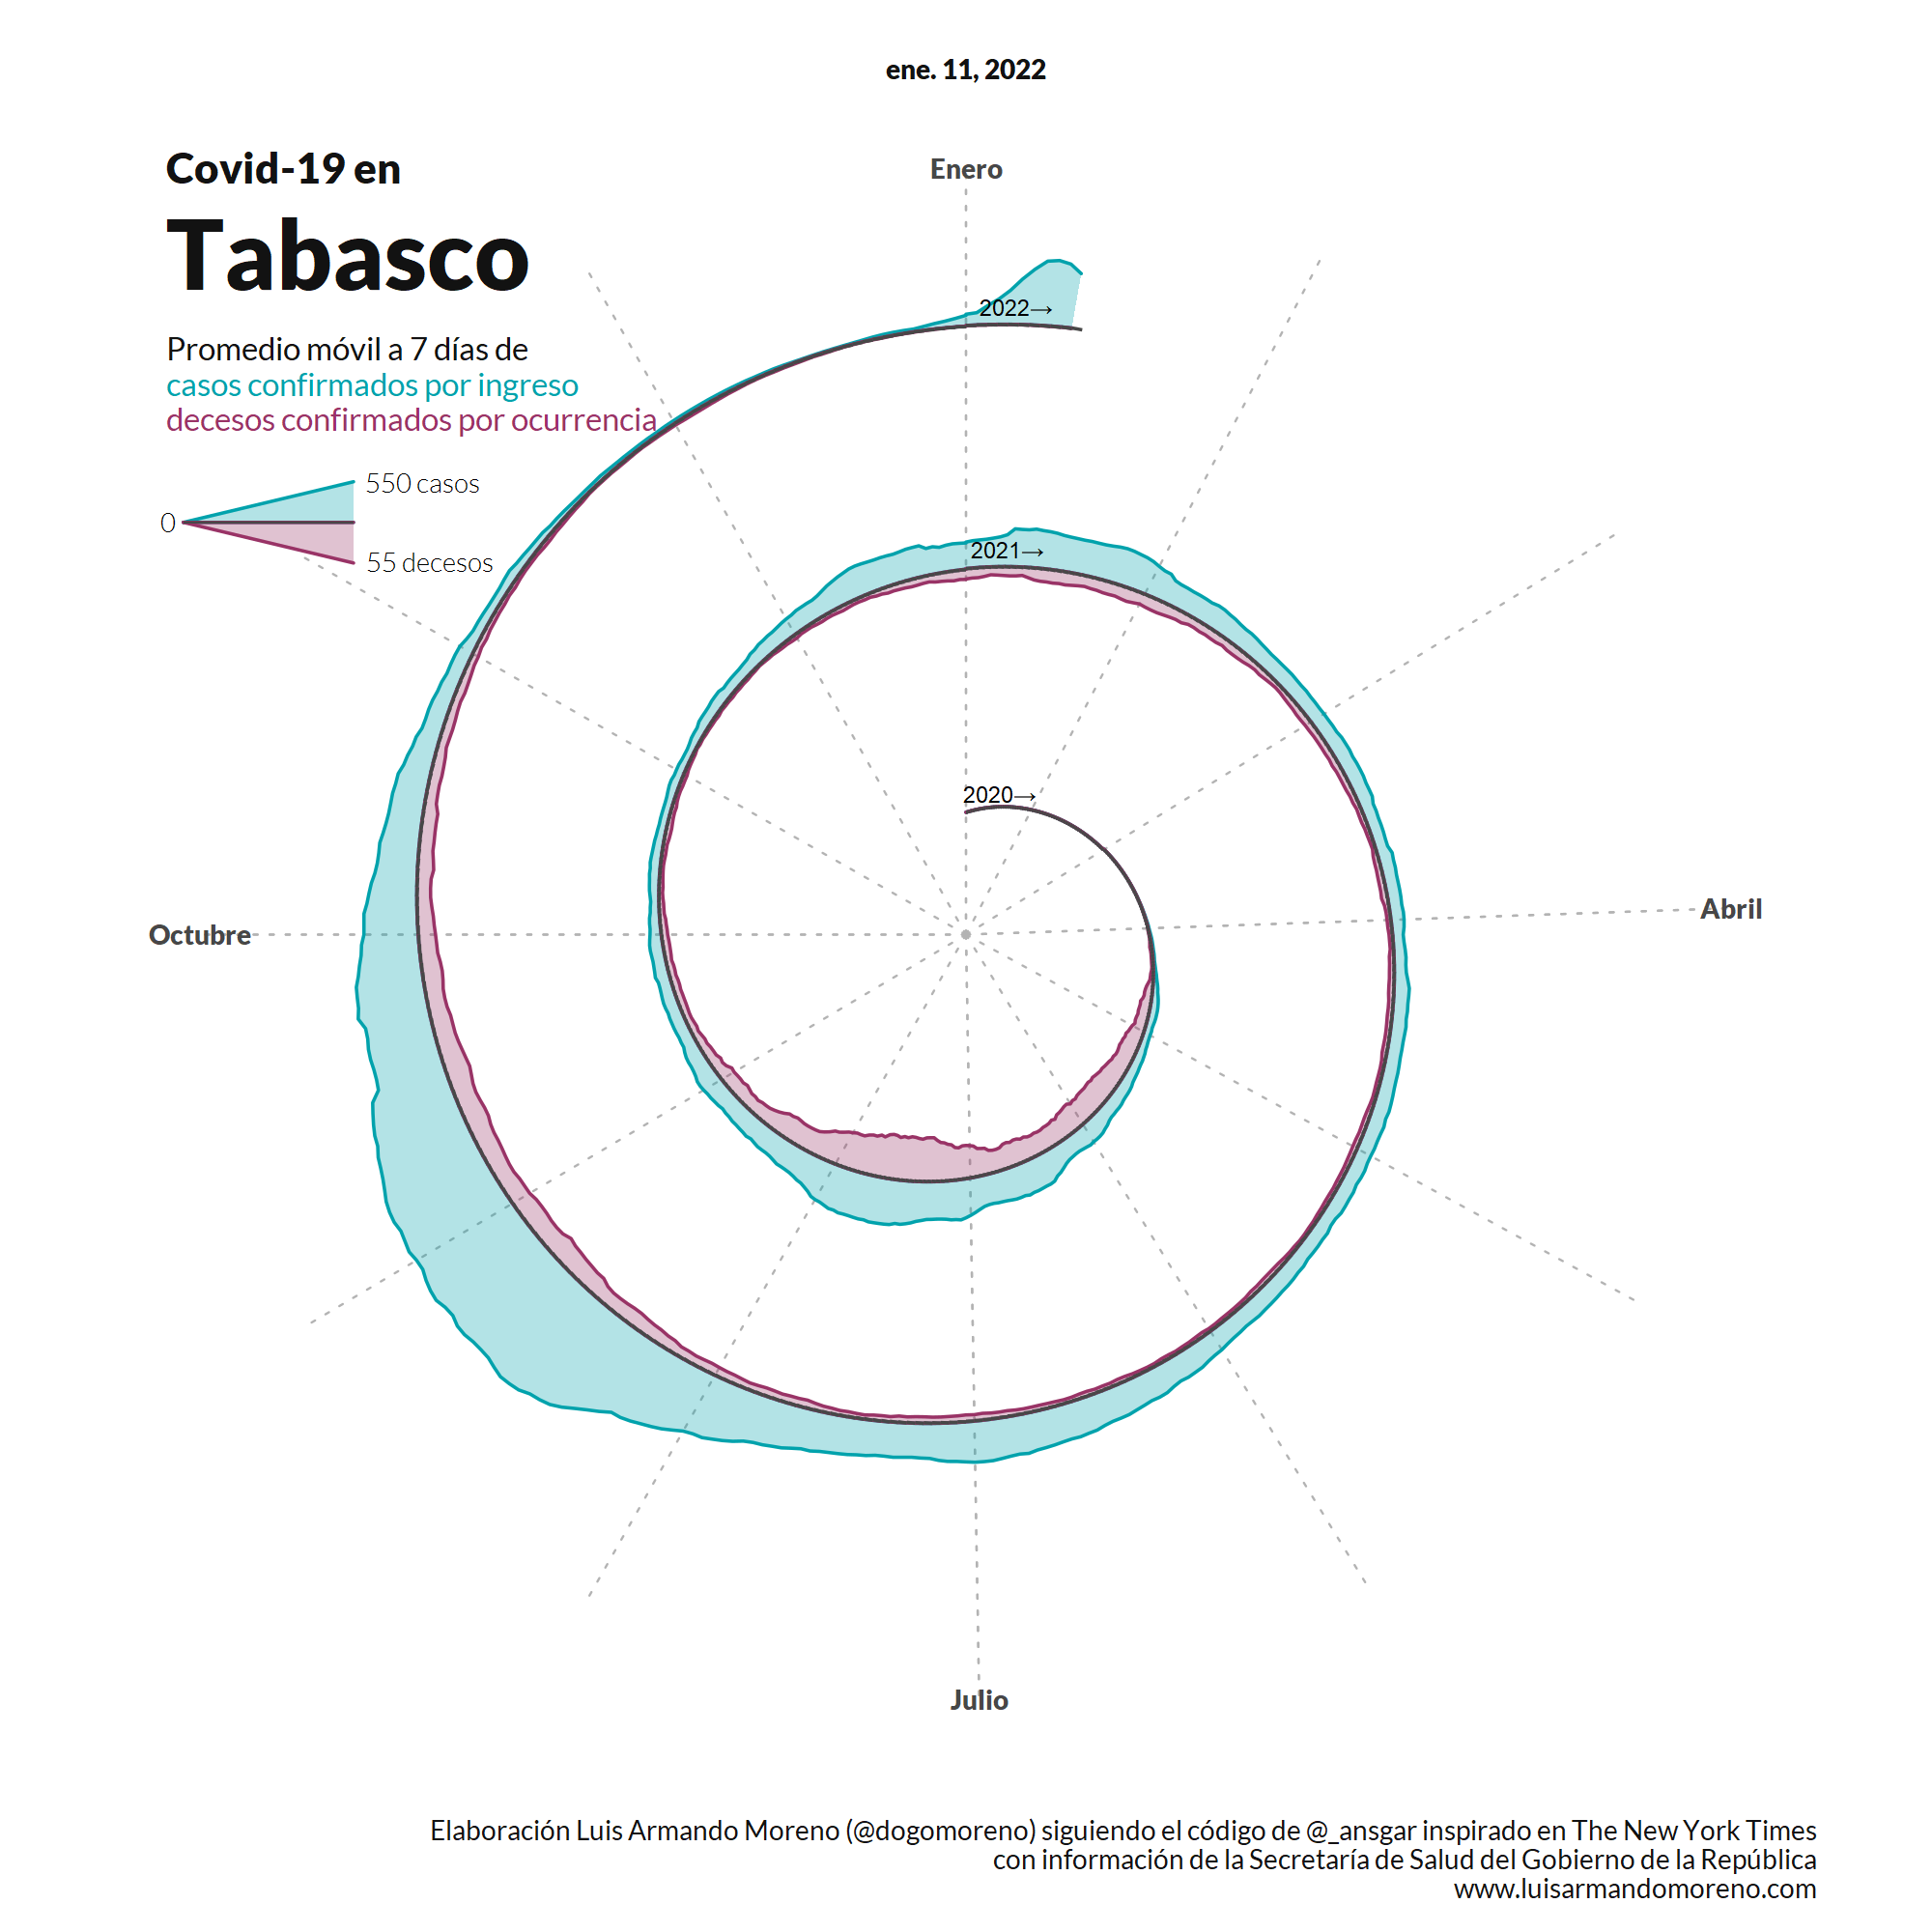 ene. 11, 2022
Covid-19 en
Tabasco
Promedio móvil a 7 días de
casos confirmados por ingreso
decesos confirmados por ocurrencia
550 casos
0
55 decesos
Enero
2022→
2021→
2020→
Abril
Octubre
Julio
Elaboración Luis Armando Moreno (@dogomoreno) siguiendo el código de @_ansgar inspirado en The New York Times
con información de la Secretaría de Salud del Gobierno de la República
www.luisarmandomoreno.com